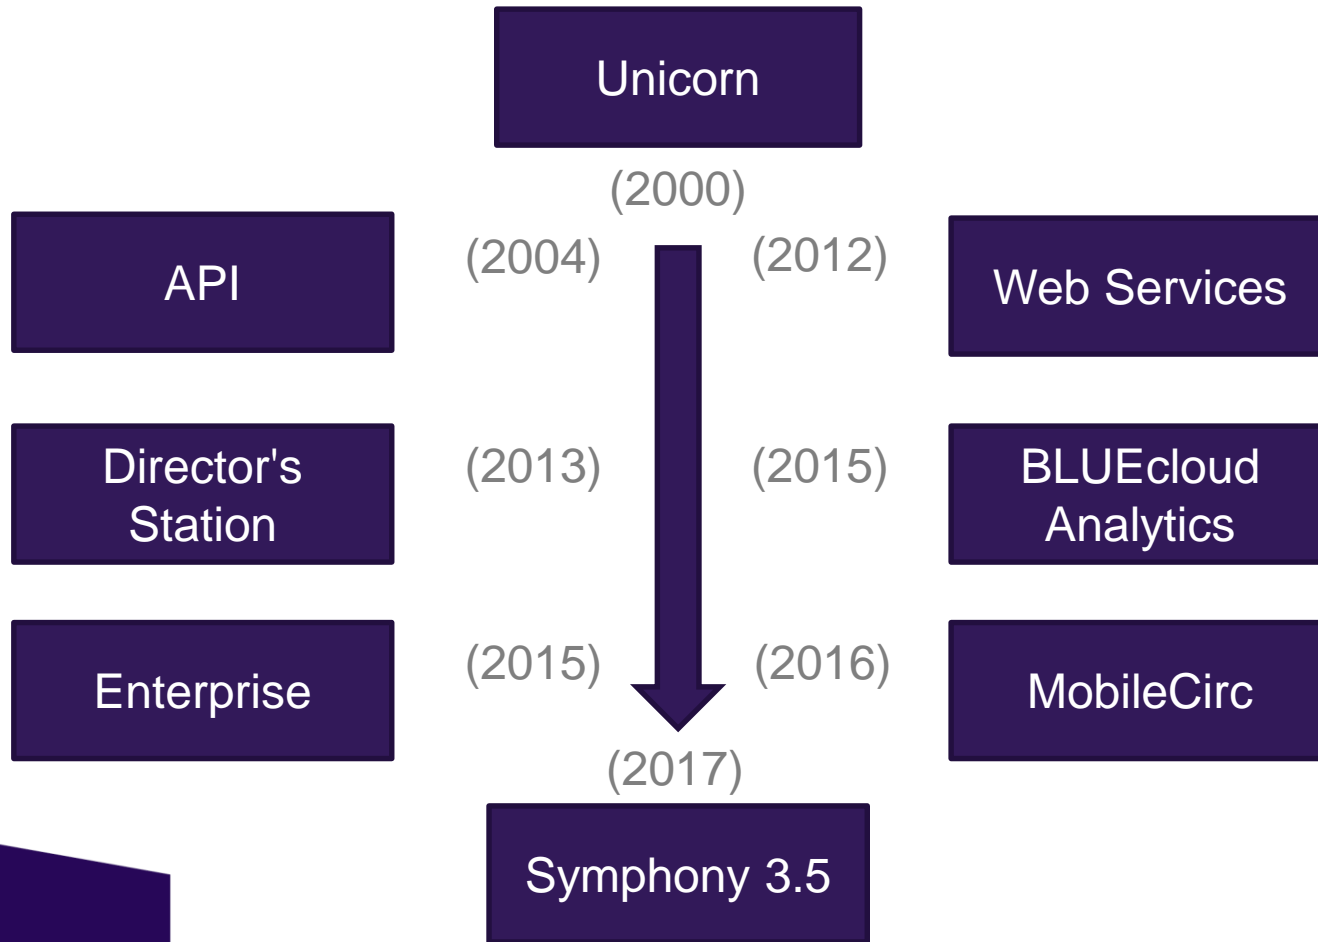 Unicorn
(2000)
API
(2004)
(2012)
Web Services
Director's
Station
(2013)
(2015)
BLUEcloud
Analytics
Enterprise
(2015)
(2016)
MobileCirc
(2017)
Symphony 3.5